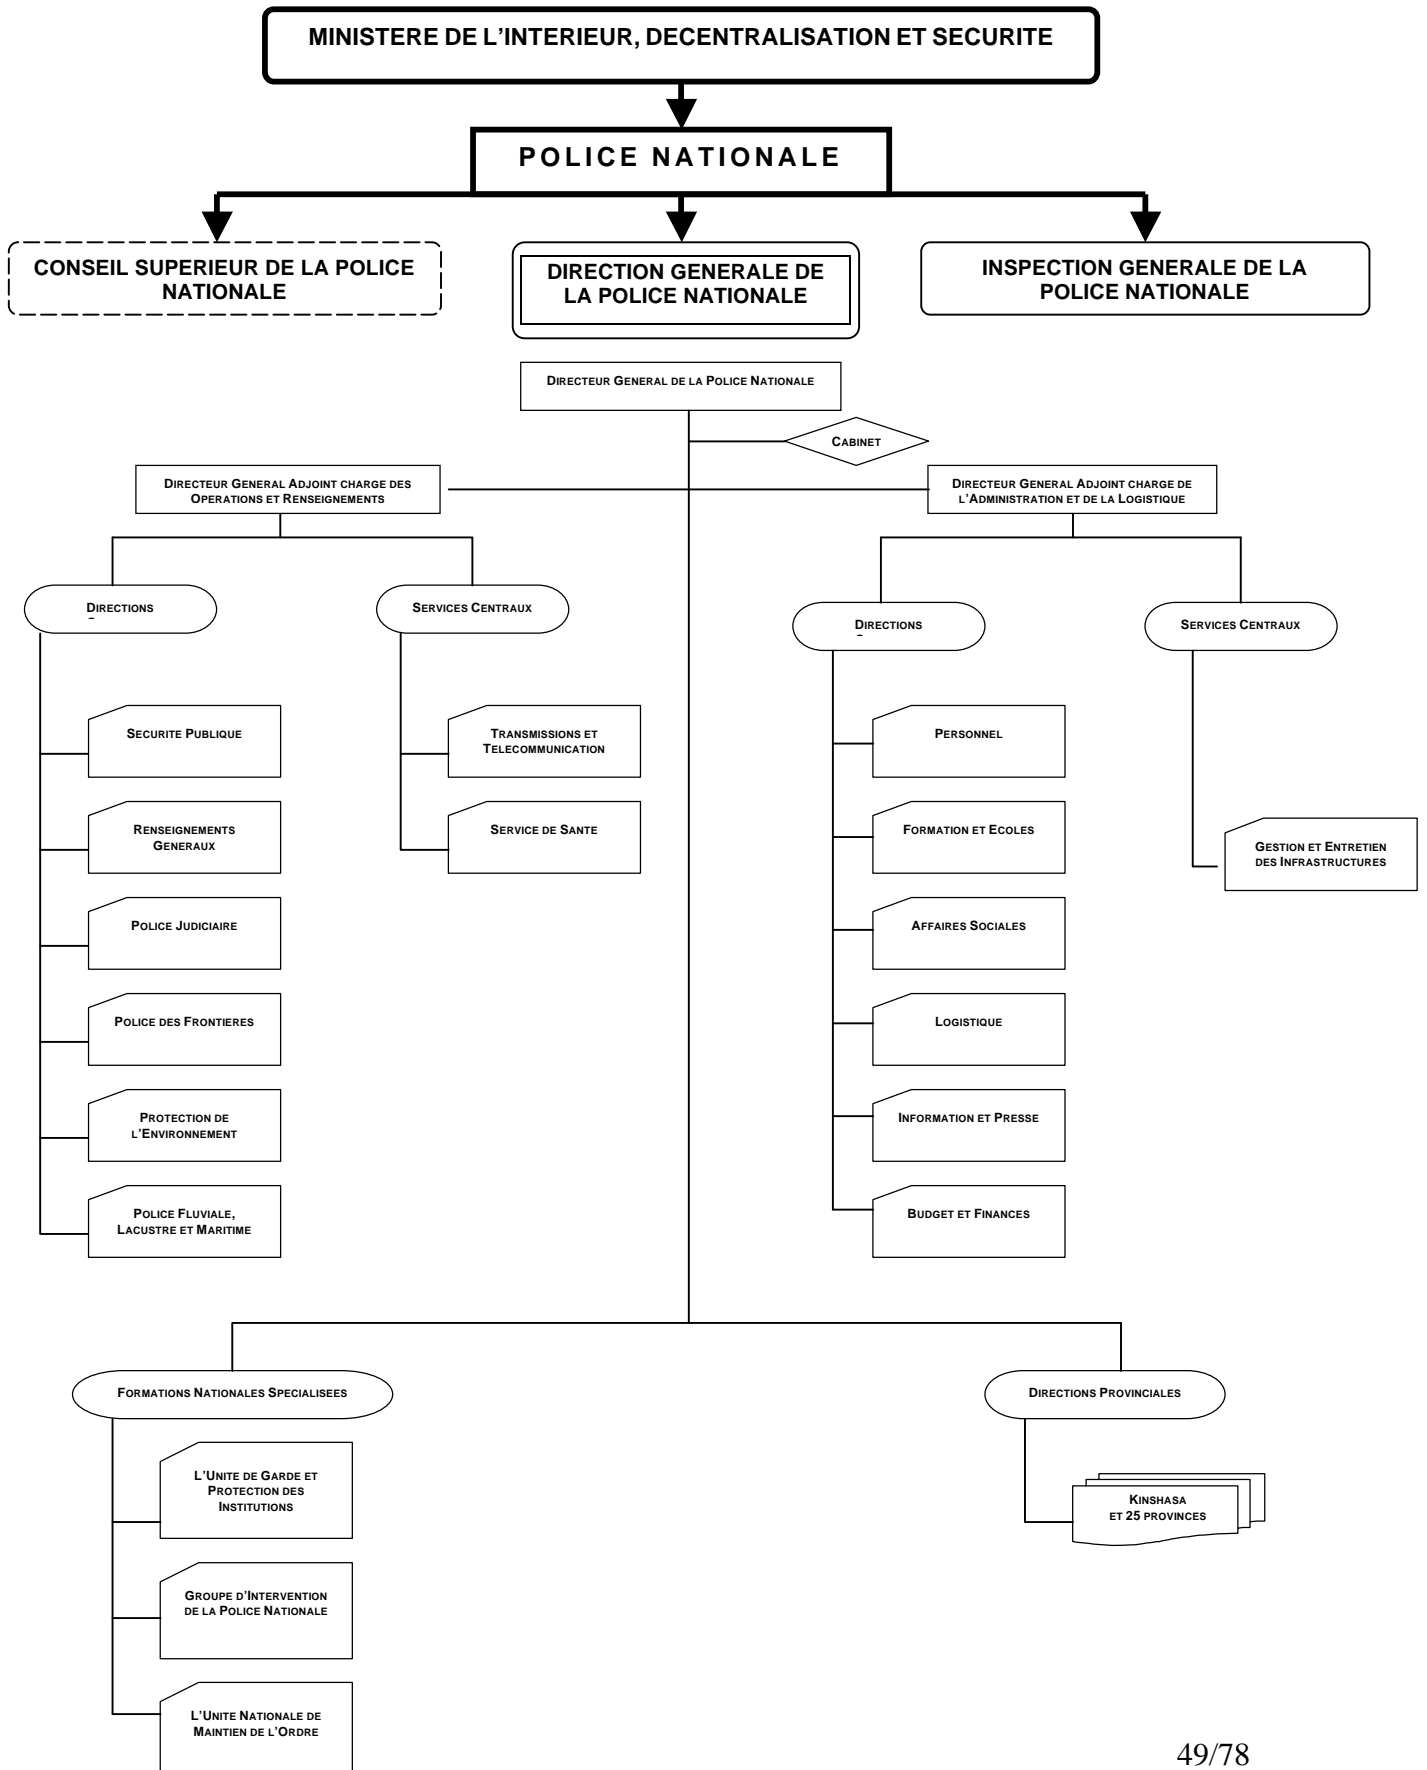 MINISTERE DE L'INTERIEUR, DECENTRALISATION ET SECURITE
POLICE NATIONALE
CONSEIL SUPERIEUR DE LA POLICE
NATIONALE
DIRECTION GENERALE DE
LA POLICE NATIONALE
INSPECTION GENERALE DE LA
POLICE NATIONALE
DIRECTEUR GENERAL DE LA POLICE NATIONALE
CABINET
DIRECTEUR GENERAL ADJOINT CHARGE DES
OPERATIONS ET RENSEIGNEMENTS
DIRECTEUR GENERAL ADJOINT CHARGE DE
L'ADMINISTRATION ET DE LA LOGISTIQUE
DIRECTIONS
SERVICES CENTRAUX
DIRECTIONS
SERVICES CENTRAUX
SECURITE PUBLIQUE
RENSEIGNEMENTS
GENERAUX
POLICE JUDICIAIRE
POLICE DES FRONTIERES
PROTECTION DE
L'ENVIRONNEMENT
POLICE FLUVIALE,
LACUSTRE ET MARITIME
TRANSMISSIONS ET
TELECOMMUNICATION
SERVICE DE SANTE
PERSONNEL
FORMATION ET ECOLES
AFFAIRES SOCIALES
LOGISTIQUE
INFORMATION ET PRESSE
BUDGET ET FINANCES
GESTION ET ENTRETIEN
DES INFRASTRUCTURES
FORMATIONS NATIONALES SPECIALISEES
L'UNITE DE GARDE ET
PROTECTION DES
INSTITUTIONS
GROUPE D'INTERVENTION
DE LA POLICE NATIONALE
L'UNITE NATIONALE DE
MAINTIEN DE L'ORDRE
DIRECTIONS PROVINCIALES
KINSHASA
ET 25 PROVINCES
49/78